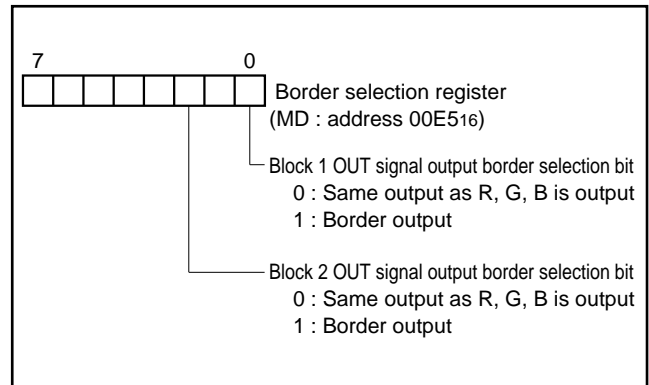 7 0
Border selection register
(MD : address 00E516)
Block 1 OUT signal output border selection bit
0 : Same output as R, G, B is output
1 : Border output
Block 2 OUT signal output border selection bit
0 : Same output as R, G, B is output
1 : Border output